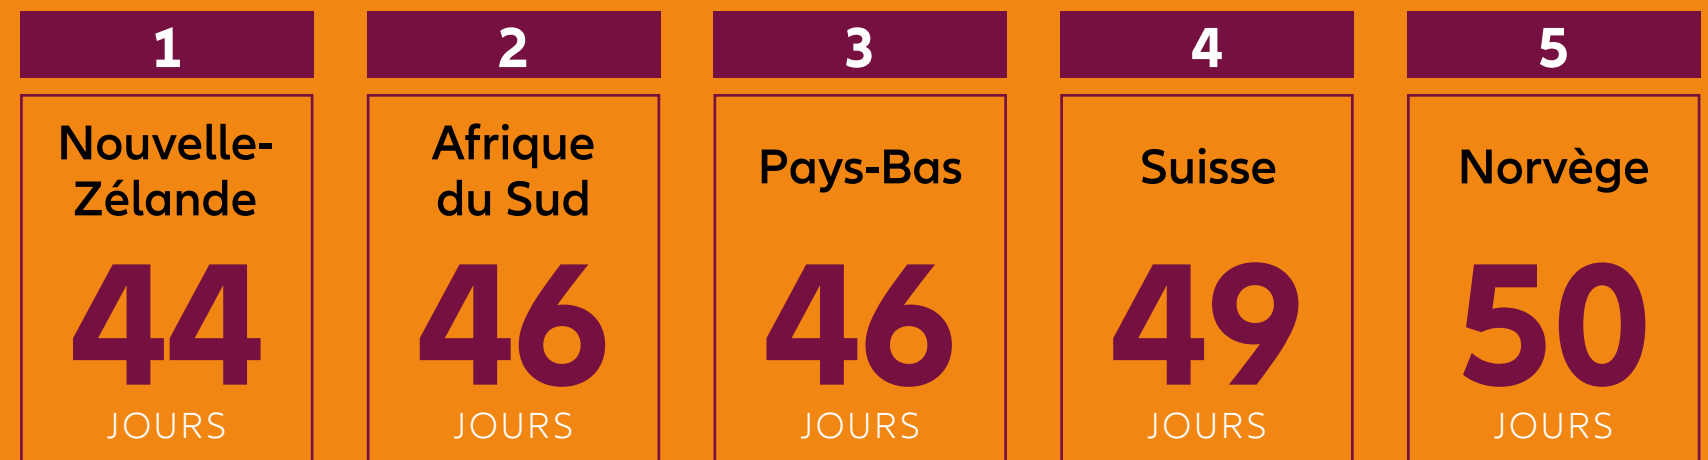 1
Nouvelle-
Zélande
44
JOURS
2
Afrique
du Sud
46
JOURS
3
Pays-Bas
46
JOURS
4
Suisse
49
JOURS
5
Norvège
50
JOURS